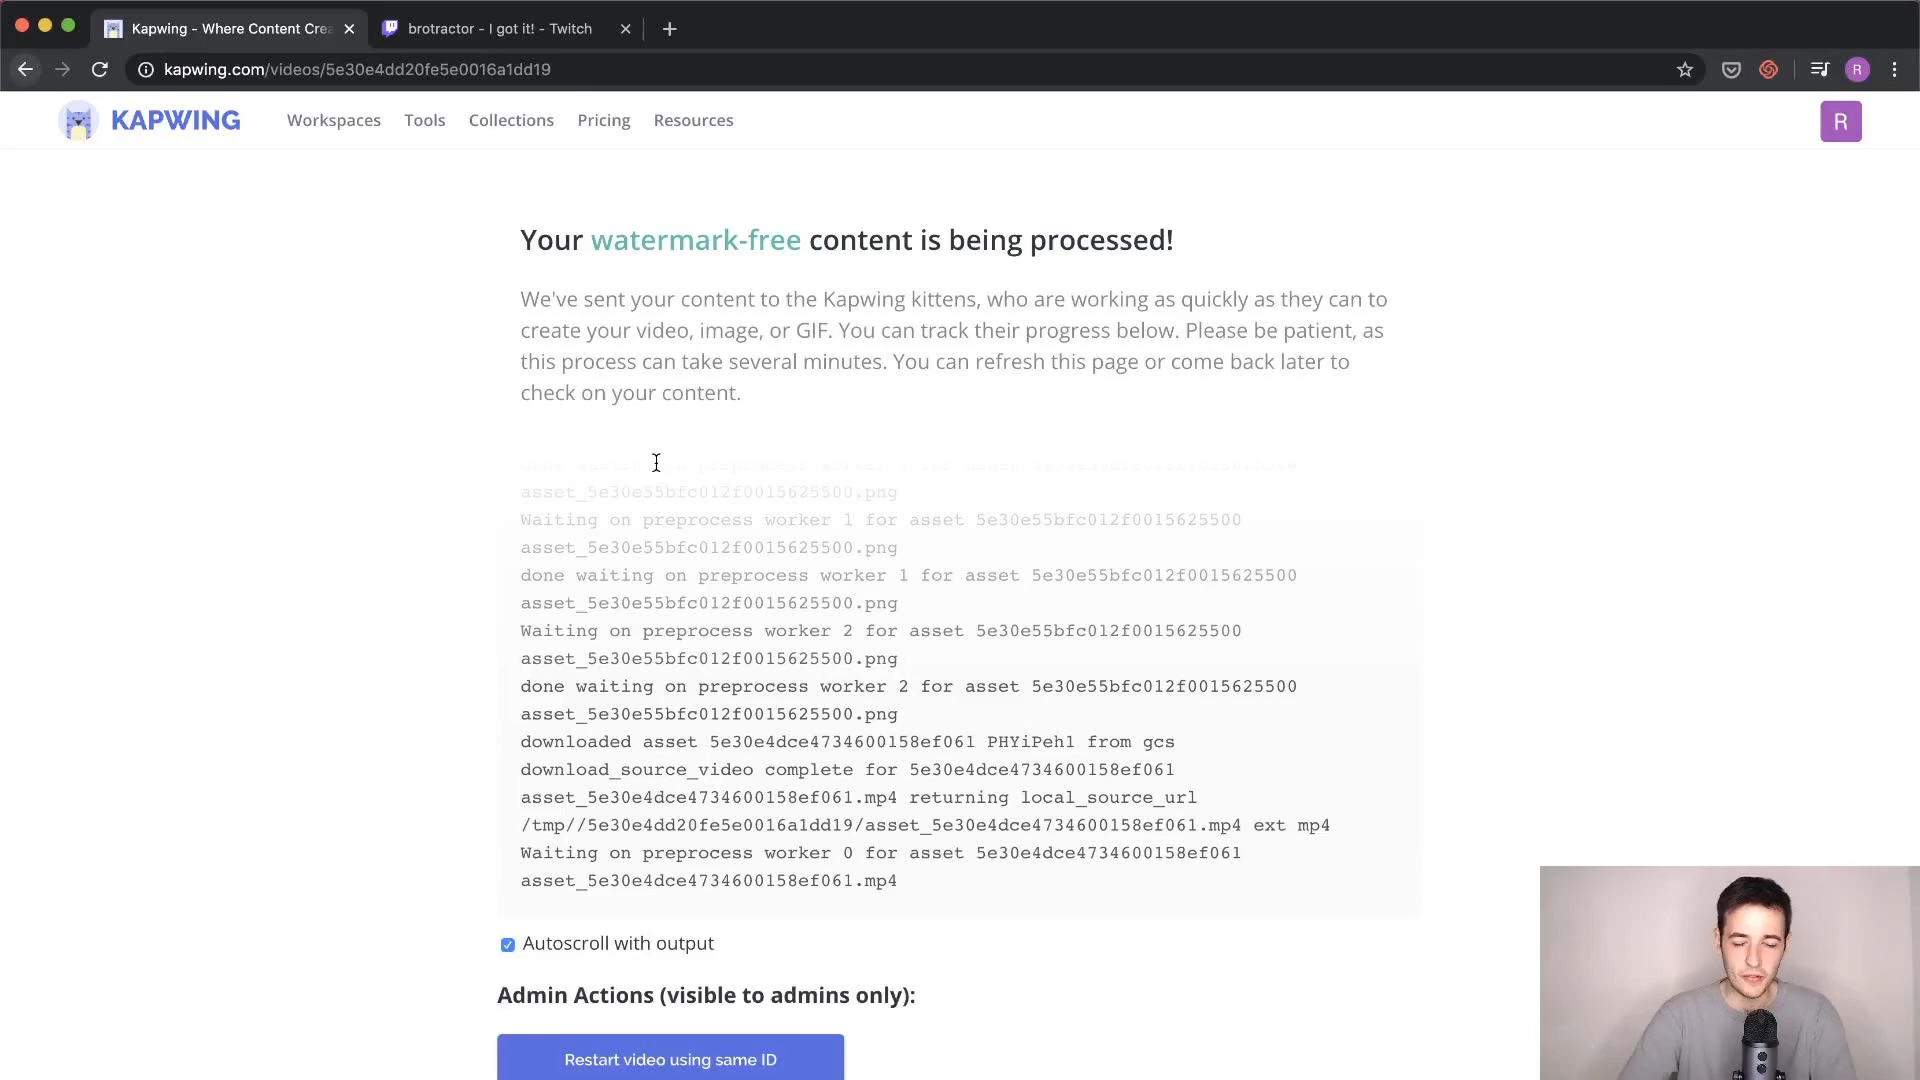 Kapwing - Where Content Crea
brotractor - I got it! - Twitch
kapwing.com/videos/5e30e4dd20fe5e0016a1dd19
R
KAPWING
Workspaces
Tools
Collections
Pricing
Resources
R
Your watermark-free content is being processed!
We've sent your content to the Kapwing kittens, who are working as quickly as they can to
create your video, image, or GIF. You can track their progress below. Please be patient, as
this process can take several minutes. You can refresh this page or come back later to
check on your content.
asset_5e30e55bfc012f0015625500.png
Waiting on preprocess worker 1 for asset 5e30e55bfc012f0015625500
asset_5e30e55bfc012f0015625500.png
done waiting on preprocess worker 1 for asset 5e30e55bfc012f0015625500
asset_5e30e55bfc012f0015625500.png
Waiting on preprocess worker 2 for asset 5e30e55bfc012f0015625500
asset_5e30e55bfc012f0015625500.png
done waiting on preprocess worker 2 for asset 5e30e55bfc012f0015625500
asset_5e30e55bfc012f0015625500.png
downloaded asset 5e30e4dce4734600158ef061 PHYiPeh1 from gcs
download_source_video complete for 5e30e4dce4734600158ef061
asset_5e30e4dce4734600158ef061.mp4 returning local_source_url
/tmp//5e30e4dd20fe5e0016a1dd19/asset_5e30e4dce4734600158ef061.mp4 ext mp4
Waiting on preprocess worker 0 for asset 5e30e4dce4734600158ef061
asset_5e30e4dce4734600158ef061.mp4
Autoscroll with output
Admin Actions (visible to admins only):
Restart video using same ID